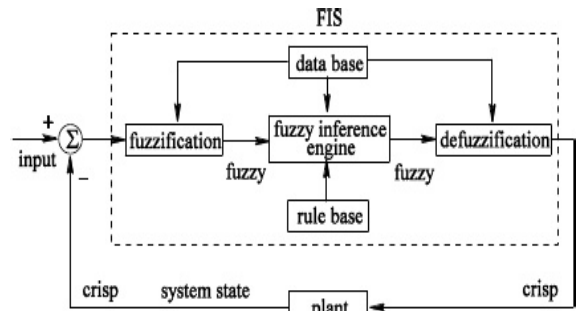 FIS
data base
+
Σ
input
−
fuzzification
fuzzy
fuzzy inference
engine
fuzzy
defuzzification
rule base
crisp
system state
plant
crisp